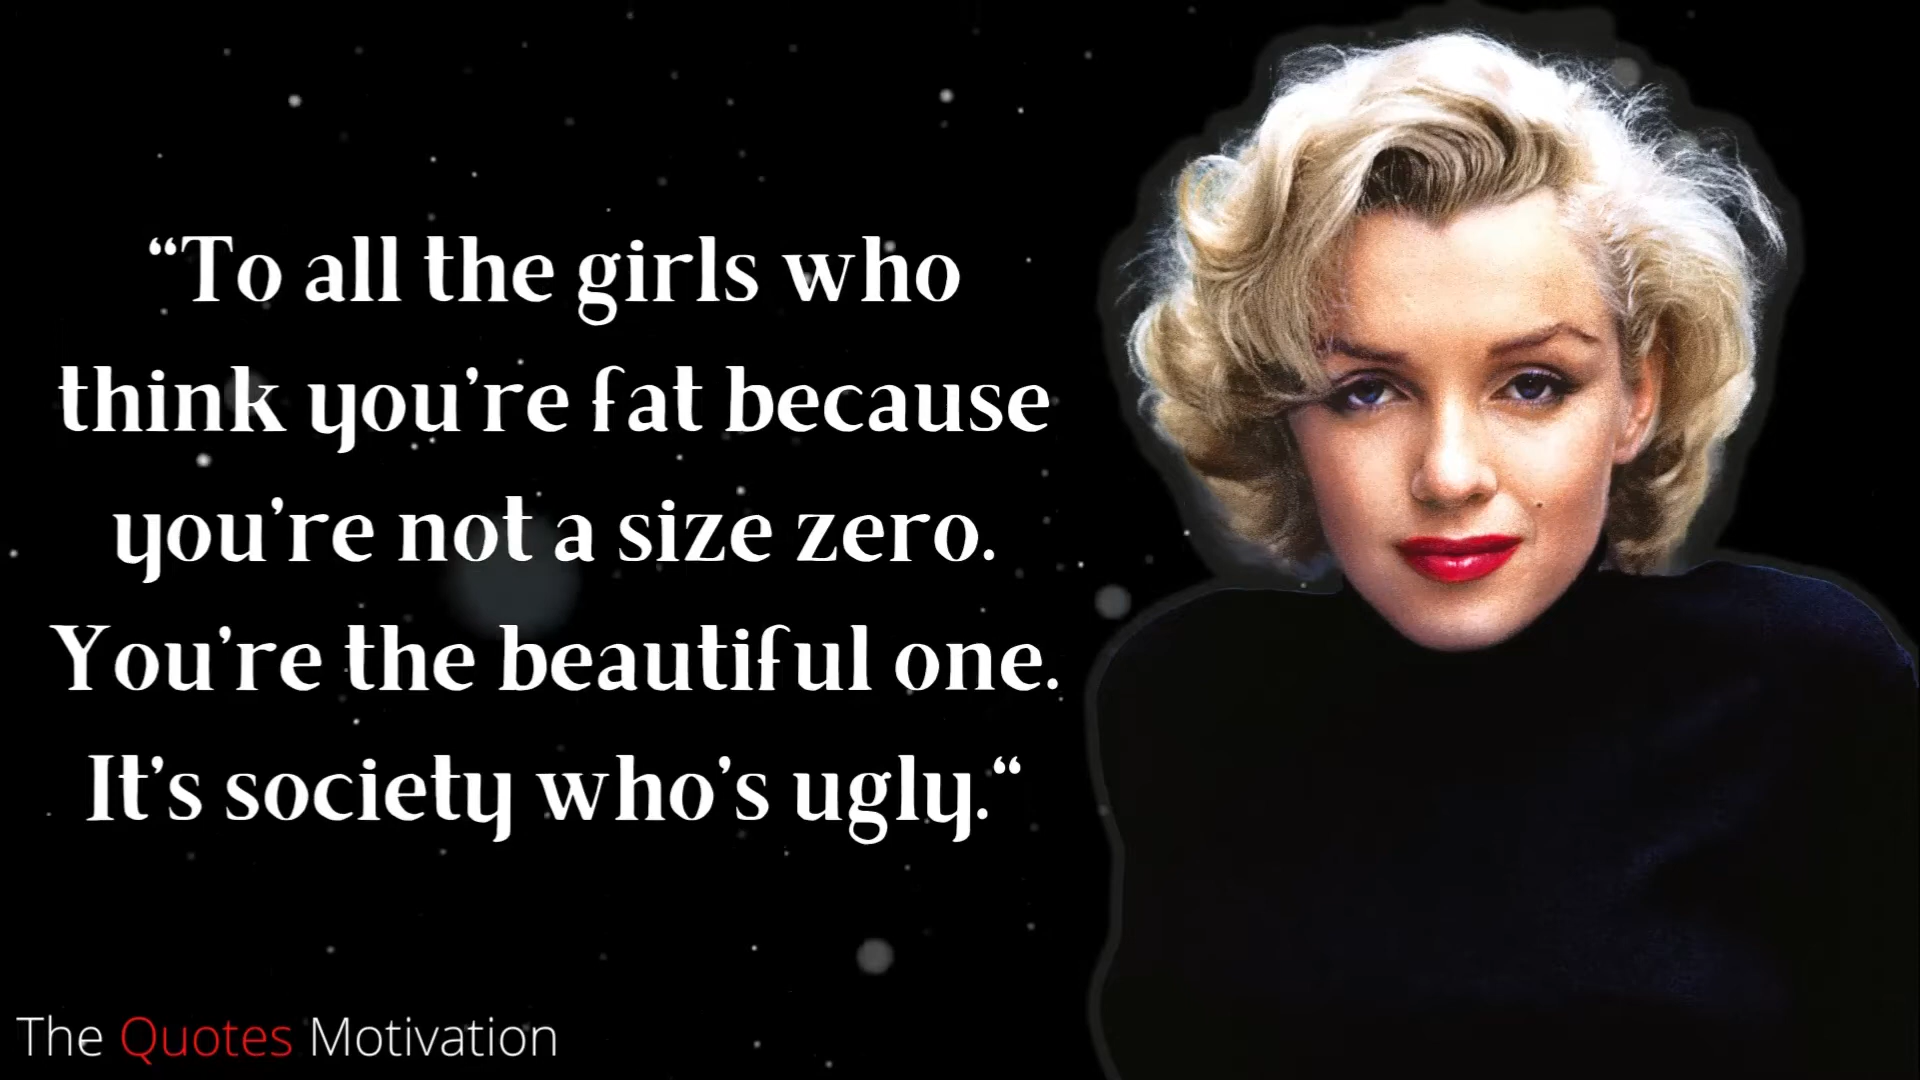 “To all the girls who
think you’re fat because
you’re not a size zero.
You’re the beautiful one.
It’s society who’s ugly.“
The Quotes Motivation